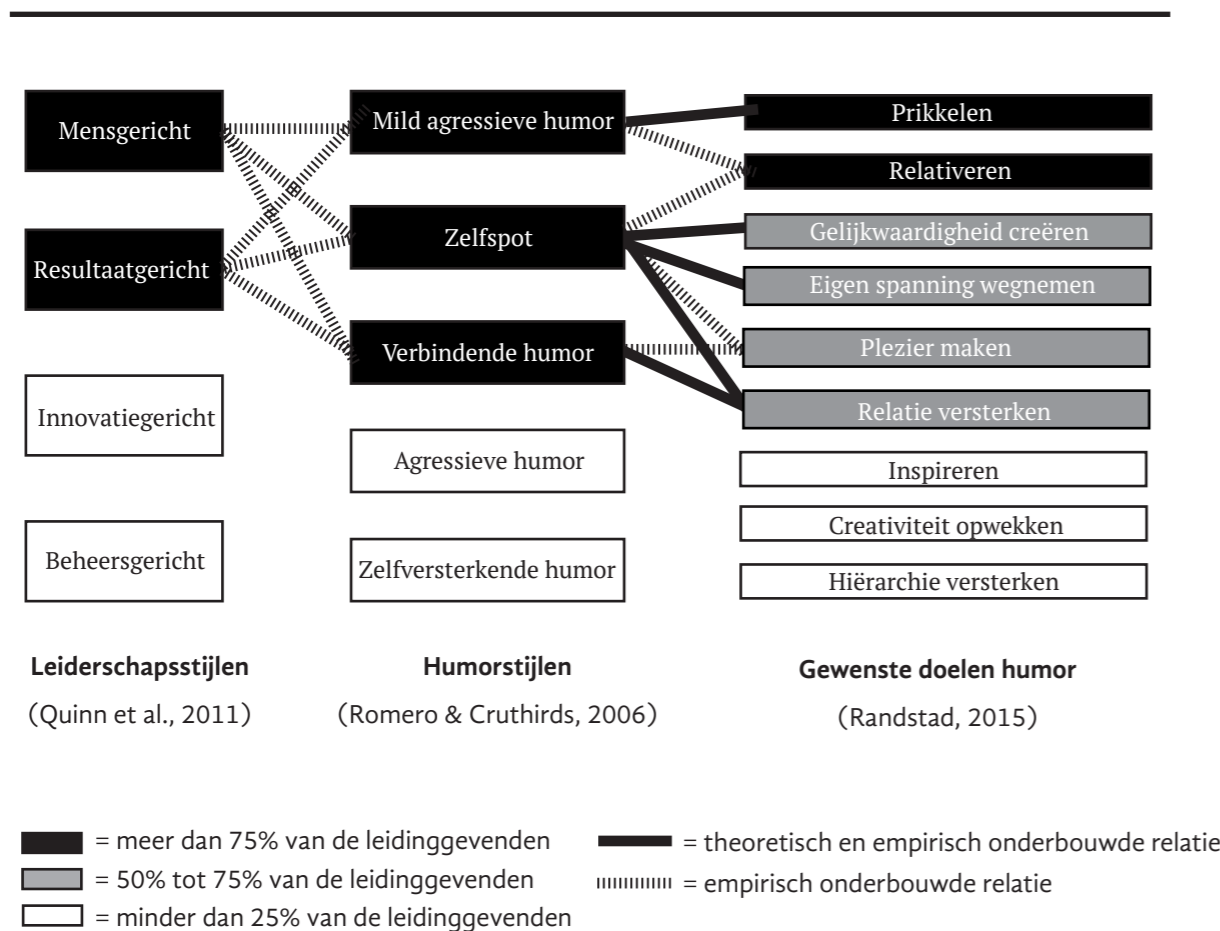 Mensgericht
Resultaatgericht
Innovatiegericht
Beheersgericht
Leiderschapsstijlen
(Quinn et al., 2011)
Mild agressieve humor
Zelfspot
Verbindende humor
Agressieve humor
Zelfversterkende humor
Humorstijlen
(Romero & Cruthirds, 2006)
Prikkelen
Relativeren
Gelijkwaardigheid creëren
Eigen spanning wegnemen
Plezier maken
Relatie versterken
Inspireren
Creativiteit opwekken
Hiërarchie versterken
Gewenste doelen humor
(Randstad, 2015)
= meer dan 75% van de leidinggevenden
= 50% tot 75% van de leidinggevenden
= minder dan 25% van de leidinggevenden
= theoretisch en empirisch onderbouwde relatie
= empirisch onderbouwde relatie